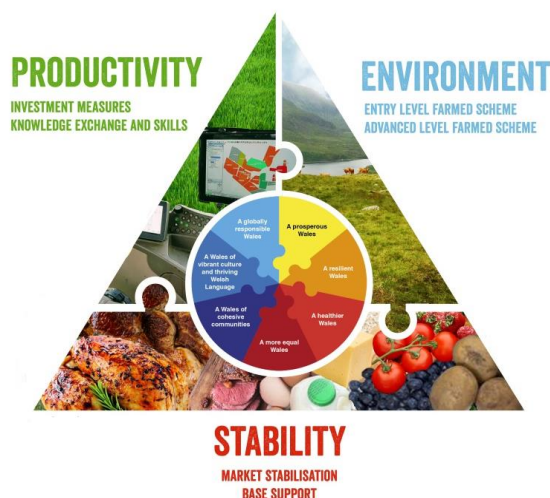 PRODUCTIVITY
INVESTMENT MEASURES
KNOWLEDGE EXCHANGE AND SKILLS
ENVIRONMENT
ENTRY LEVEL FARMED SCHEME
ADVANCED LEVEL FARMED SCHEME
A globally
responsible
Wales
A prosperous
Wales
A Wales of
vibrant culture
and thriving
Welsh
Language
A resilient
Wales
A Wales of
cohesive
communities
A healthier
Wales
A more equal
Wales
STABILITY
MARKET STABILISATION
BASE SUPPORT